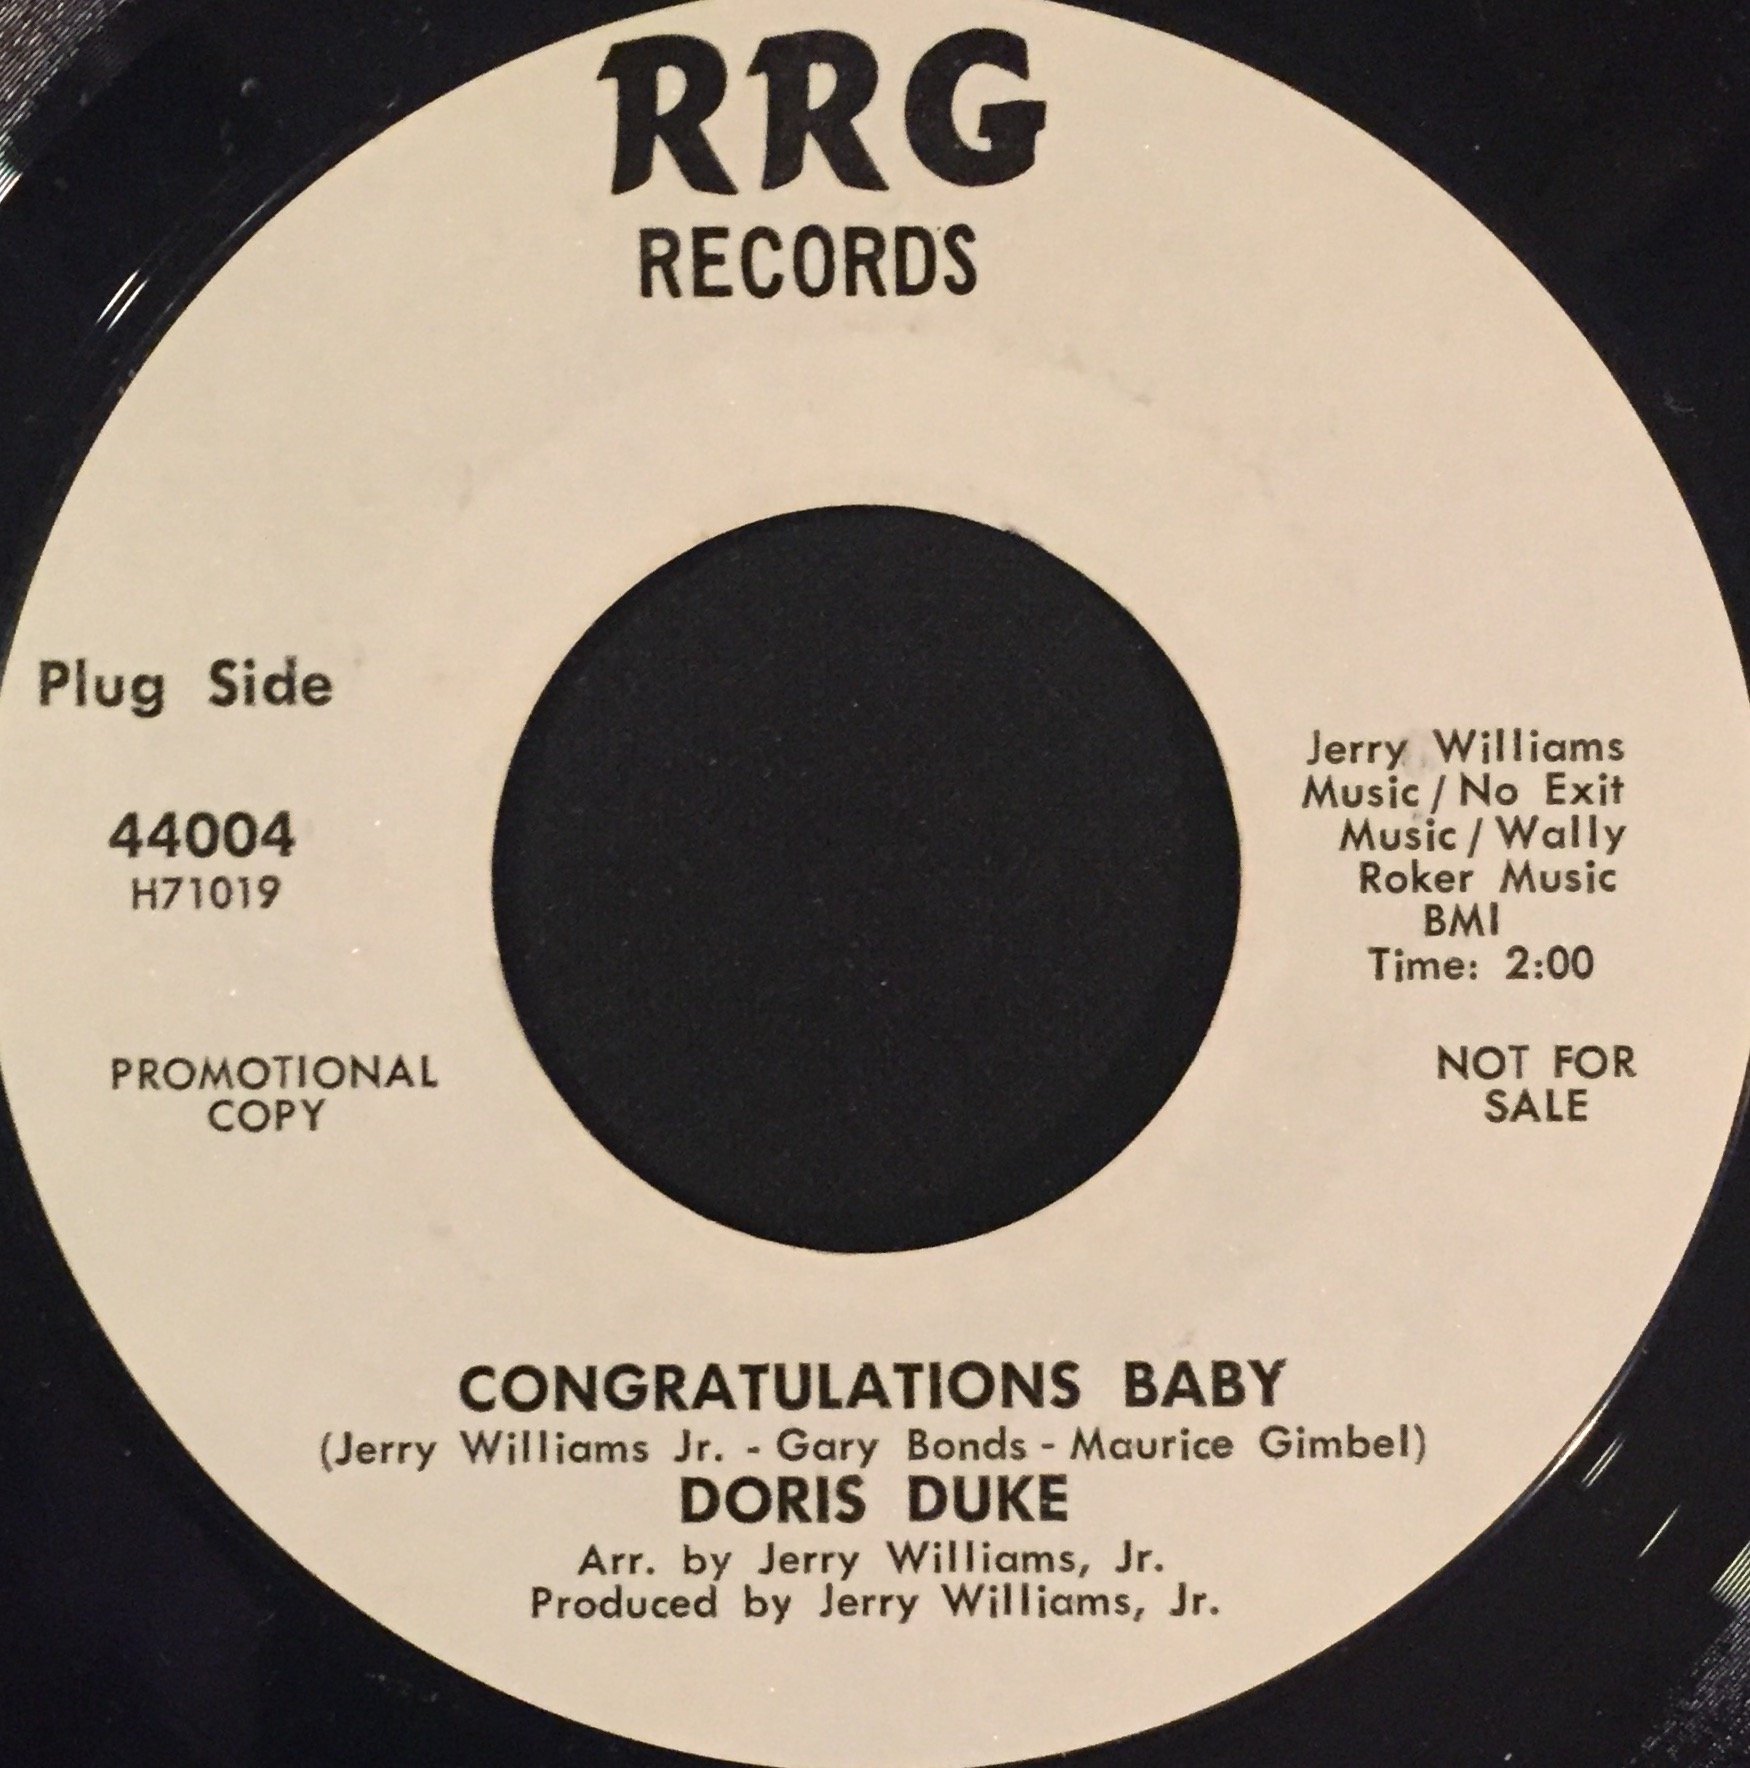 RRG
RECORDS
Plug Side
44004
H71019
PROMOTIONAL
COPY
Jerry Williams
Music / No Exit
Music / Wally
Roker Music
BMI
Time: 2:00
NOT FOR
SALE
CONGRATULATIONS BABY
(Jerry Williams Jr. - Gary Bonds - Maurice Gimbel)
DORIS DUKE
Arr. by Jerry Williams, Jr.
Produced by Jerry Williams, Jr.